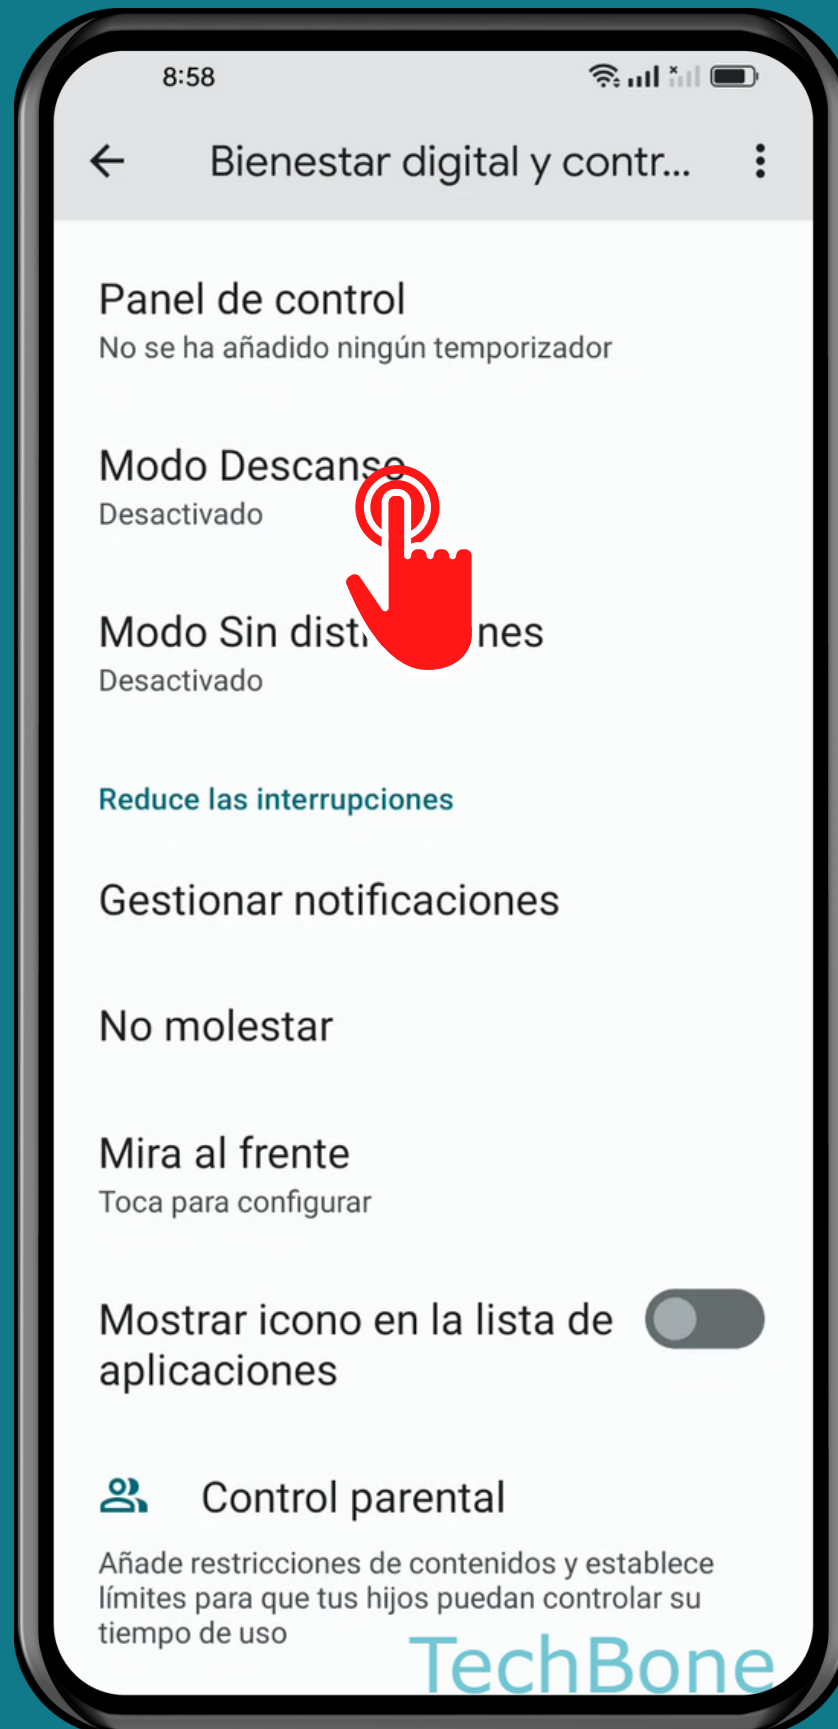 8:58
Bienestar digital y contr...
Panel de control
No se ha añadido ningún temporizador
Modo Descanso
Desactivado
Modo Sin nes
Desactivado
Reduce las interrupciones
Gestionar notificaciones
No molestar
Mira al frente
Toca para configurar
Mostrar icono en la lista de
aplicaciones
Control parental
Añade restricciones de contenidos y establece
límites para que tus hijos puedan controlar su
tiempo de uso
TechBone